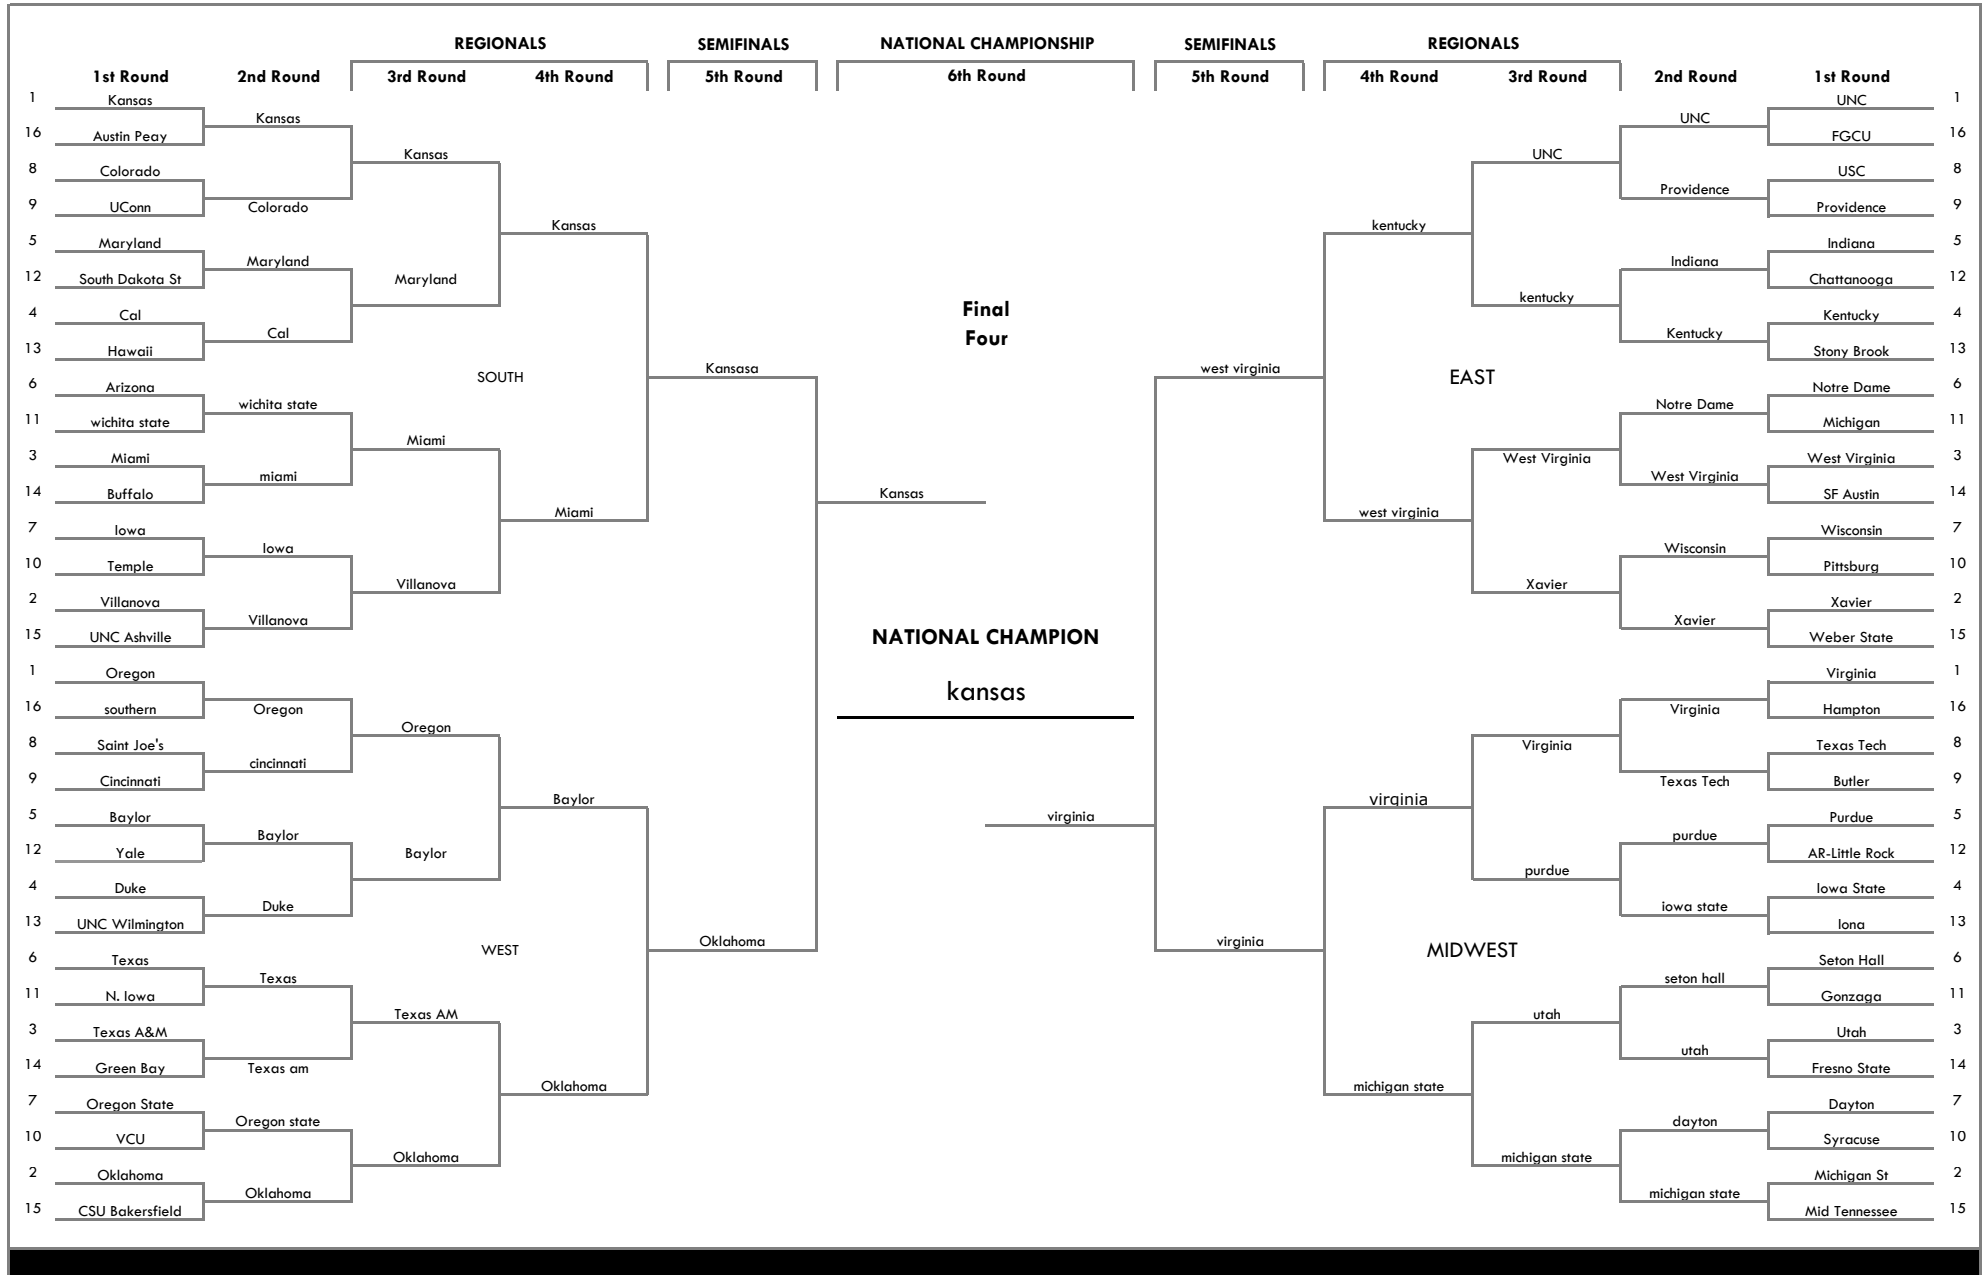 REGIONALS SEMIFINALS NATIONAL CHAMPIONSHIP SEMIFINALS REGIONALS
1st Round 2nd Round 3rd Round 4th Round 5th Round 6th Round 5th Round 4th Round 3rd Round 2nd Round 1st Round
1 Kansas UNC 1
Kansas UNC
16 Austin Peay FGCU 16
Kansas UNC
8 Colorado USC 8
Colorado Providence
9 UConn Providence 9
Kansas kentucky
5 Maryland Indiana 5
Maryland Indiana
12 South Dakota St Chattanooga 12
Maryland kentucky
4 Cal Kentucky 4
Final
Four
Cal Kentucky
13 Hawaii Stony Brook 13
Kansasa west virginia
SOUTH EAST
6 Arizona Notre Dame 6
wichita state Notre Dame
11 wichita state Michigan 11
Miami West Virginia
3 Miami West Virginia 3
miami West Virginia
14 Buffalo SF Austin 14
Kansas
Miami west virginia
7 Iowa Wisconsin 7
Iowa Wisconsin
10 Temple Pittsburg 10
Villanova Xavier
2 Villanova Xavier 2
Villanova Xavier
15 UNC Ashville Weber State 15
NATIONAL CHAMPION
1 Oregon Virginia 1
kansas
16 southern Hampton 16
Oregon Virginia
Oregon Virginia
8 Saint Joe's Texas Tech 8
cincinnati Texas Tech
9 Cincinnati Butler 9
Baylor virginia
5 Baylor virginia Purdue 5
Baylor purdue
12 Yale AR-Little Rock 12
Baylor purdue
4 Duke Iowa State 4
Duke iowa state
13 UNC Wilmington Iona 13
Oklahoma virginia
WEST MIDWEST
6 Texas Seton Hall 6
Texas seton hall
11 N. Iowa Gonzaga 11
Texas AM utah
3 Texas A&M Utah 3
Texas am utah
14 Green Bay Fresno State 14
Oklahoma michigan state
7 Oregon State Dayton 7
Oregon state dayton
10 VCU Syracuse 10
Oklahoma michigan state
2 Oklahoma Michigan St 2
Oklahoma michigan state
15 CSU Bakersfield Mid Tennessee 15